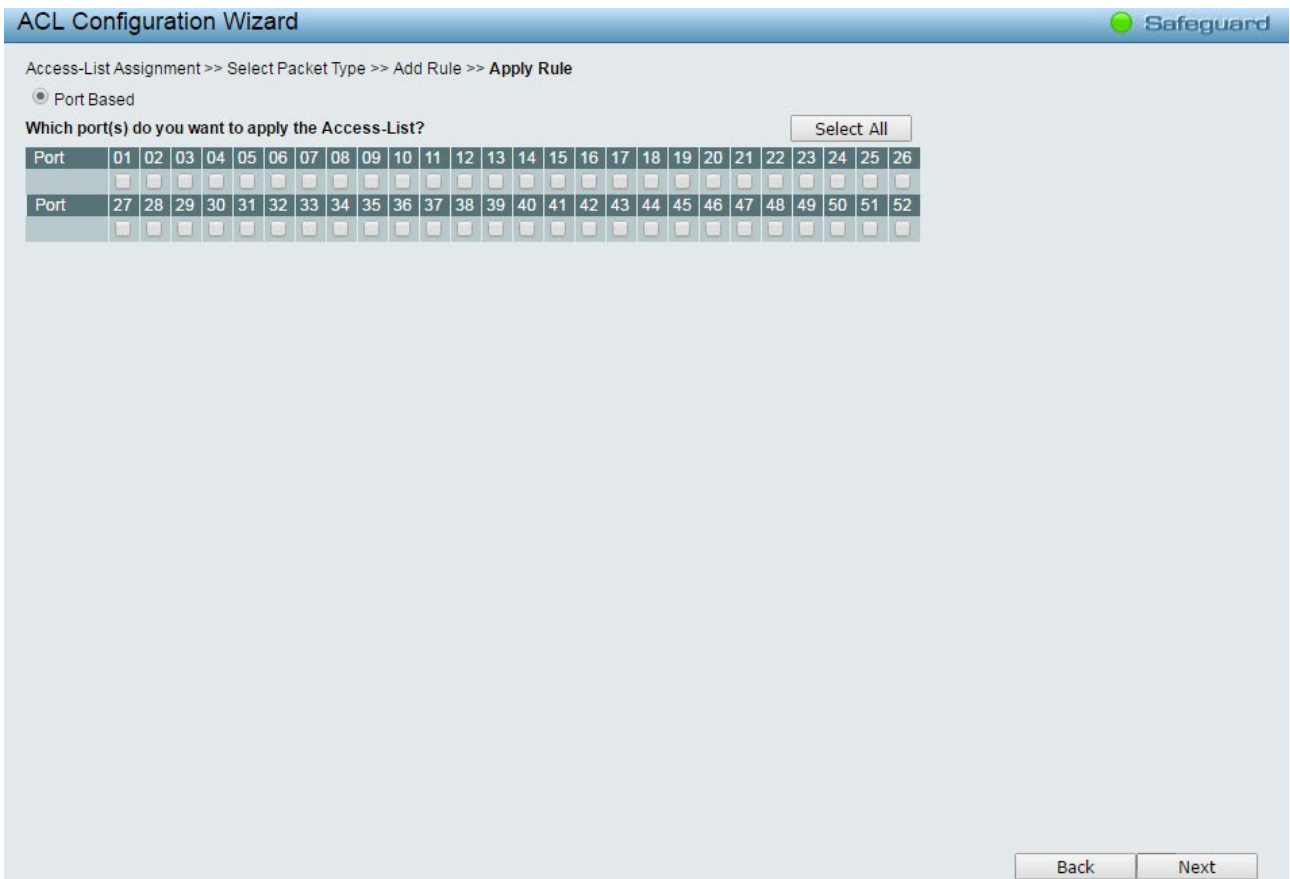 ACL Configuration Wizard
Safeguard
Access-List Assignment >> Select Packet Type >> Add Rule >> Apply Rule
Port Based
Which port(s) do you want to apply the Access-List?
Select All
Port 01 02 03 04 05 06 07 08 09 10 11 12 13 14 15 16 17 18 19 20 21 22 23 24 25 26
Port 27 28 29 30 31 32 33 34 35 36 37 38 39 40 41 42 43 44 45 46 47 48 49 50 51 52
Back Next